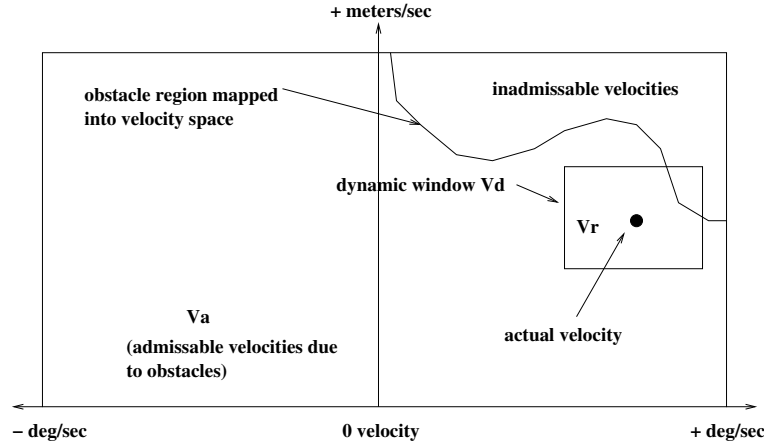 + meters/sec
obstacle region mapped
into velocity space
inadmissable velocities
dynamic window Vd
Vr
Va
(admissable velocities due
to obstacles)
actual velocity
− deg/sec
0 velocity
+ deg/sec